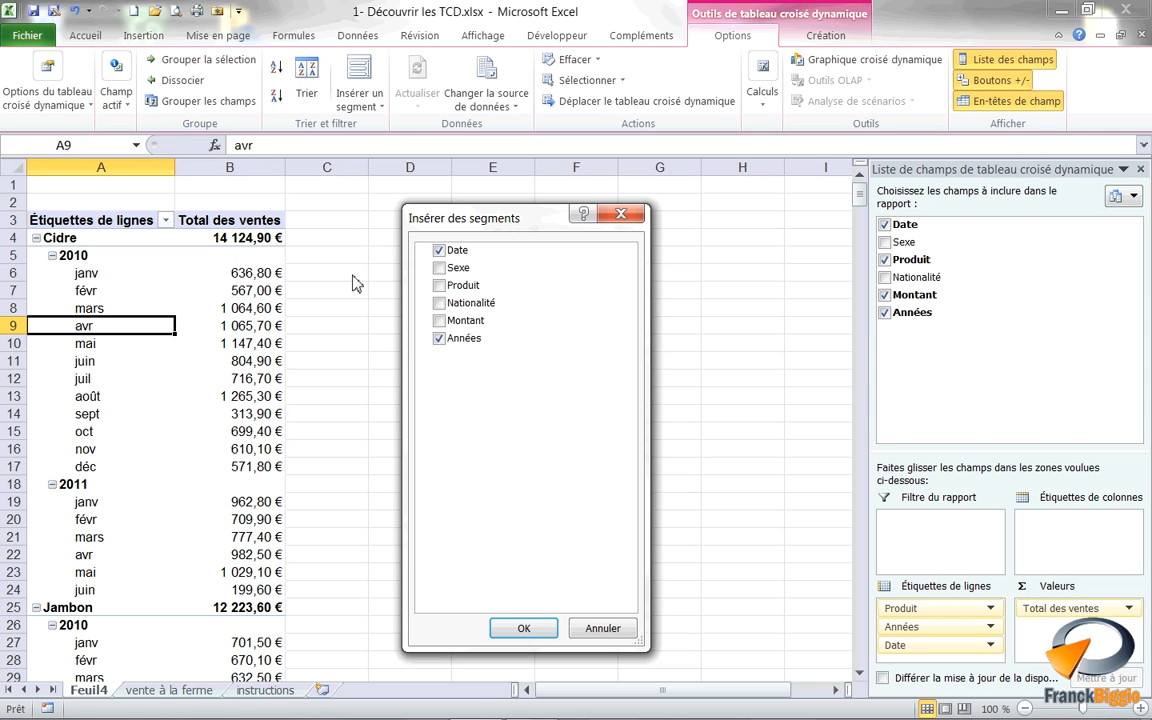 1- Découvrir les TCD.xlsx - Microsoft Excel
Outils de tableau croisé dynamique
Fichier Accueil Insertion Mise en page Formules Données Révision Affichage Développeur Compléments Options Création
Options du tableau croisé dynamique
Champ actif
Grouper la sélection
Dissocier
Grouper les champs
Groupe
Trier
Insérer un segment
Trier et filtrer
Actualiser
Changer la source de données
Données
Effacer
Sélectionner
Déplacer le tableau croisé dynamique
Actions
Calculs
Graphique croisé dynamique
Outils OLAP
Analyse de scénarios
Outils
Liste des champs
Boutons +/-
En-têtes de champ
Afficher
A9 fx avr
A B C D E F G H I
1
2
3 Étiquettes de lignes Total des ventes
4 Cidre 14 124,90 €
5 2010
6 janv 636,80 €
7 févr 567,00 €
8 mars 1 064,60 €
9 avr 1 065,70 €
10 mai 1 147,40 €
11 juin 804,90 €
12 juil 716,70 €
13 août 1 265,30 €
14 sept 313,90 €
15 oct 699,40 €
16 nov 610,10 €
17 déc 571,80 €
18 2011
19 janv 962,80 €
20 févr 709,90 €
21 mars 777,40 €
22 avr 982,50 €
23 mai 1 029,10 €
24 juin 199,60 €
25 Jambon 12 223,60 €
26 2010
27 janv 701,50 €
28 févr 670,10 €
29 mars 632,50 €
Insérer des segments
Date
Sexe
Produit
Nationalité
Montant
Années
OK Annuler
Liste de champs de tableau croisé dynamique
Choisissez les champs à inclure dans le
rapport :
Date
Sexe
Produit
Nationalité
Montant
Années
Faites glisser les champs dans les zones voulues
ci-dessous:
Filtre du rapport Étiquettes de colonnes
Étiquettes de lignes Σ Valeurs
Produit Total des ventes
Années
Date
Différer la mise à jour de la dispo... Mettre à jour
FranckBiggio
Feuil4 vente à la ferme instructions
Prêt 100 %